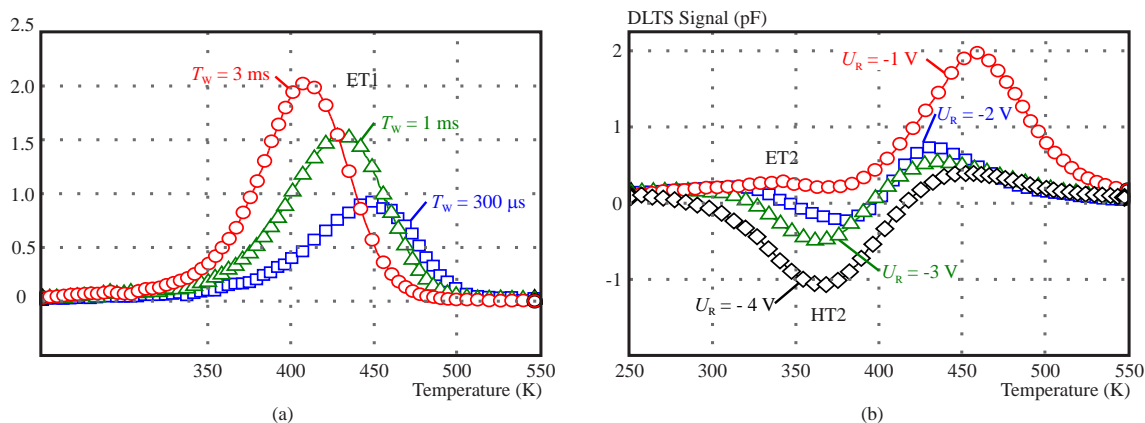 DLTS Signal (pF)
2.5
2.0
1.5
1.0
0.5
0
T_W = 3 ms
ET1
T_W = 1 ms
T_W = 300 µs
350 400 450 500 550
Temperature (K)
(a)
2
1
0
-1
U_R = -1 V
U_R = -2 V
ET2
U_R = -3 V
U_R = - 4 V
HT2
250 300 350 400 450 500 550
Temperature (K)
(b)